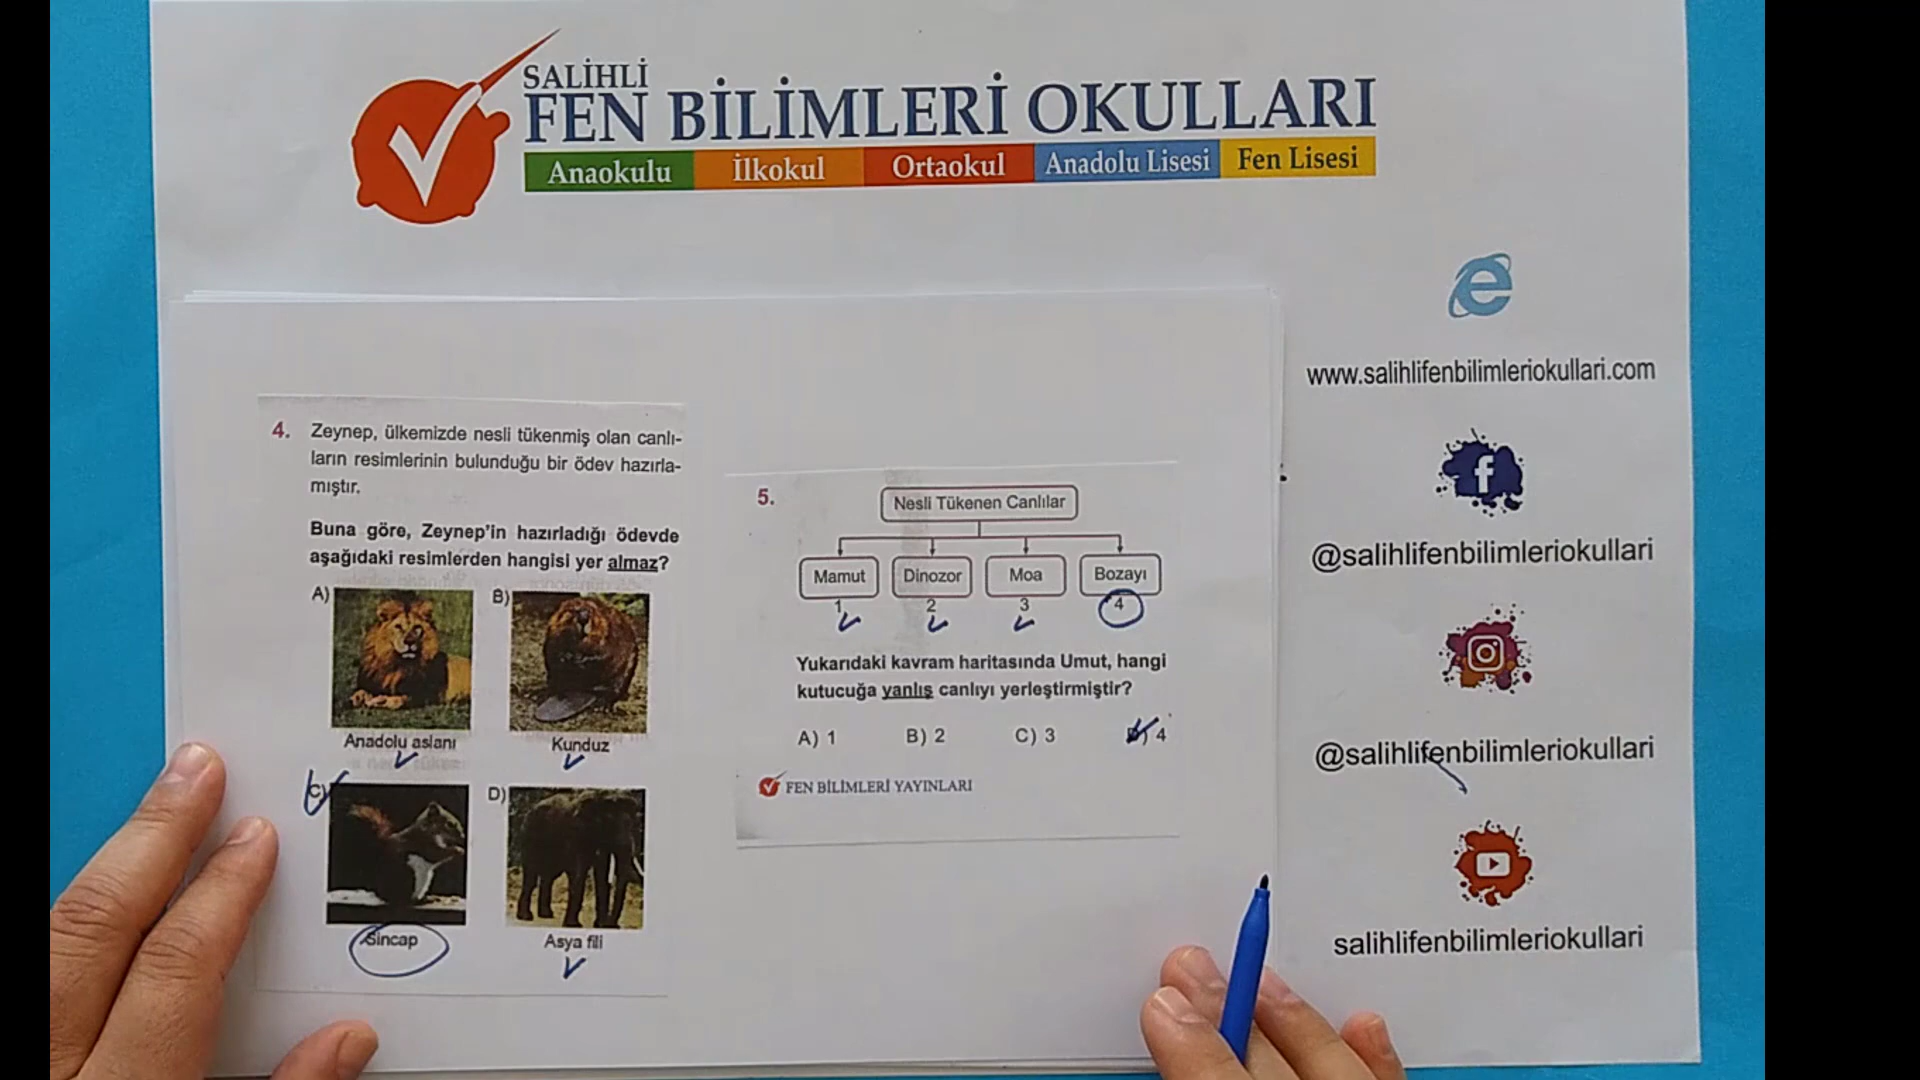 SALİHLİ
FEN BİLİMLERİ OKULLARI
Anaokulu İlkokul Ortaokul Anadolu Lisesi Fen Lisesi
www.salihlifenbilimleriokullari.com
@salihlifenbilimleriokullari
@salihlifenbilimleriokullari
salihlifenbilimleriokullari
4. Zeynep, ülkemizde nesli tükenmiş olan canlı-
ların resimlerinin bulunduğu bir ödev hazırla-
mıştır.
Buna göre, Zeynep'in hazırladığı ödevde
aşağıdaki resimlerden hangisi yer almaz?
A) B)
Anadolu aslanı Kunduz
C) D)
Sincap Asya fili
5. Nesli Tükenen Canlılar
Mamut Dinozor Moa Bozayı
1 2 3 4
Yukarıdaki kavram haritasında Umut, hangi
kutucuğa yanlış canlıyı yerleştirmiştir?
A) 1 B) 2 C) 3 D) 4
FEN BİLİMLERİ YAYINLARI